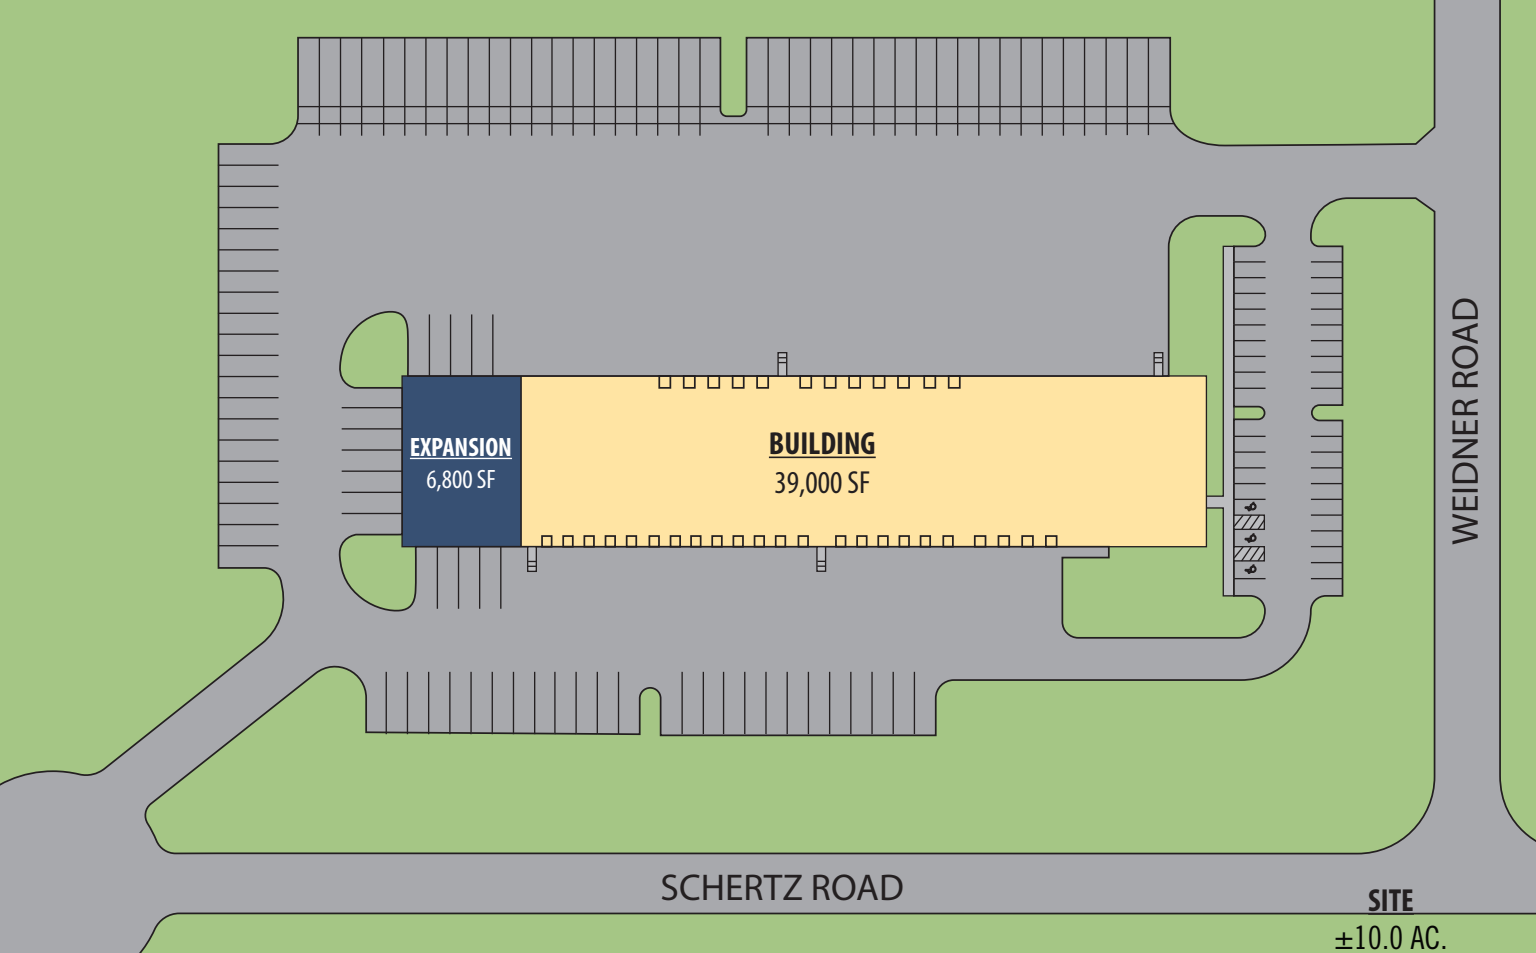 EXPANSION
6,800 SF
BUILDING
39,000 SF
WEIDNER ROAD
SCHERTZ ROAD
SITE
±10.0 AC.